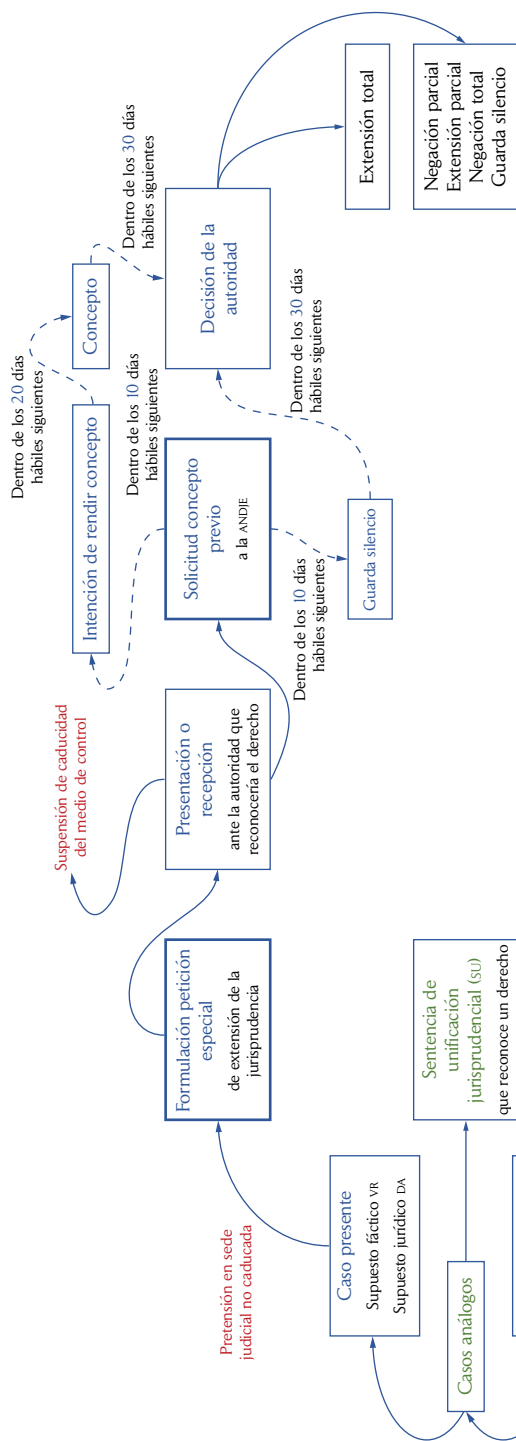 Casos análogos
Sentencia de
unificación
jurisprudencial (SU)
que reconoce un derecho
Caso presente
Supuesto fáctico VR
Supuesto jurídico DA
Pretensión en sede
judicial no caducada
Formulación petición
especial
de extensión de la
jurisprudencia
Presentación o
recepción
ante la autoridad que
reconocería el derecho
Suspensión de caducidad
del medio de control
Solicitud concepto
previo
a la ANDJE
Dentro de los 10 días
hábiles siguientes
Intención de rendir concepto
Dentro de los 20 días
hábiles siguientes
Concepto
Dentro de los 30 días
hábiles siguientes
Dentro de los 10 días
hábiles siguientes
Guarda silencio
Dentro de los 30 días
hábiles siguientes
Decisión de la
autoridad
Extensión total
Negación parcial
Extensión parcial
Negación total
Guarda silencio